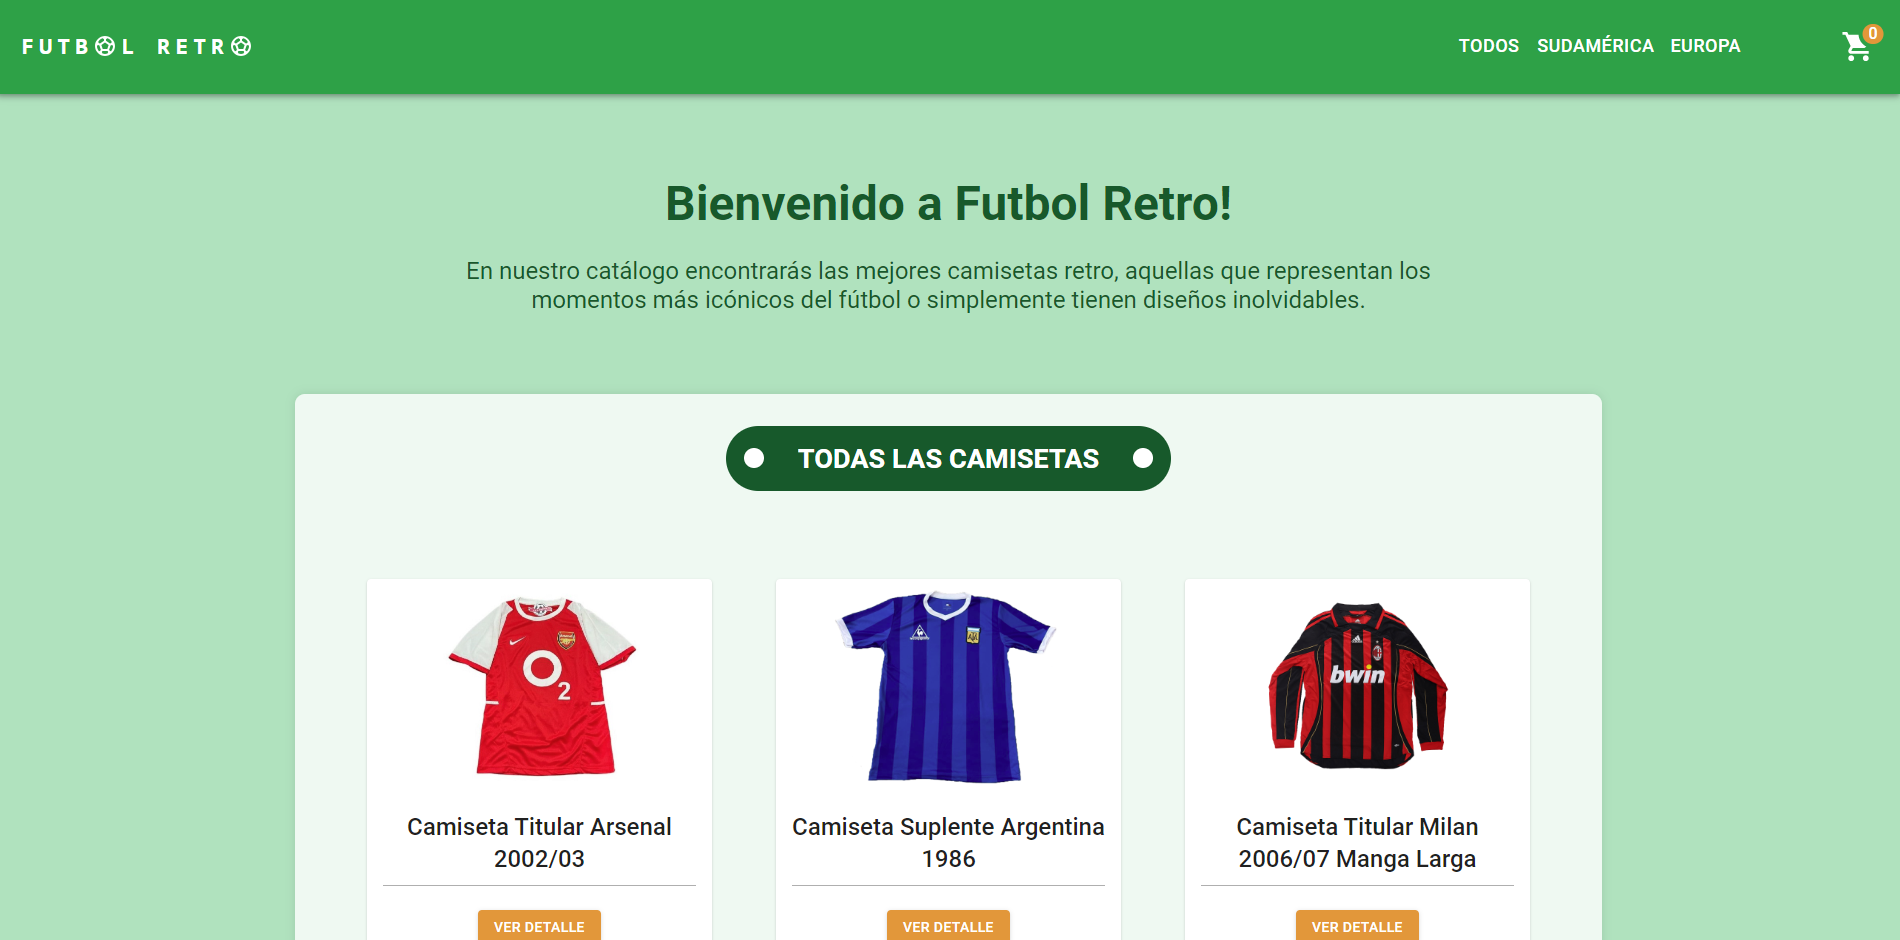 FUTBOL RETRO
TODOS SUDAMÉRICA EUROPA
0
Bienvenido a Futbol Retro!
En nuestro catálogo encontrarás las mejores camisetas retro, aquellas que representan los
momentos más icónicos del fútbol o simplemente tienen diseños inolvidables.
TODAS LAS CAMISETAS
O2
bwin
Camiseta Titular Arsenal
2002/03
VER DETALLE
Camiseta Suplente Argentina
1986
VER DETALLE
Camiseta Titular Milan
2006/07 Manga Larga
VER DETALLE